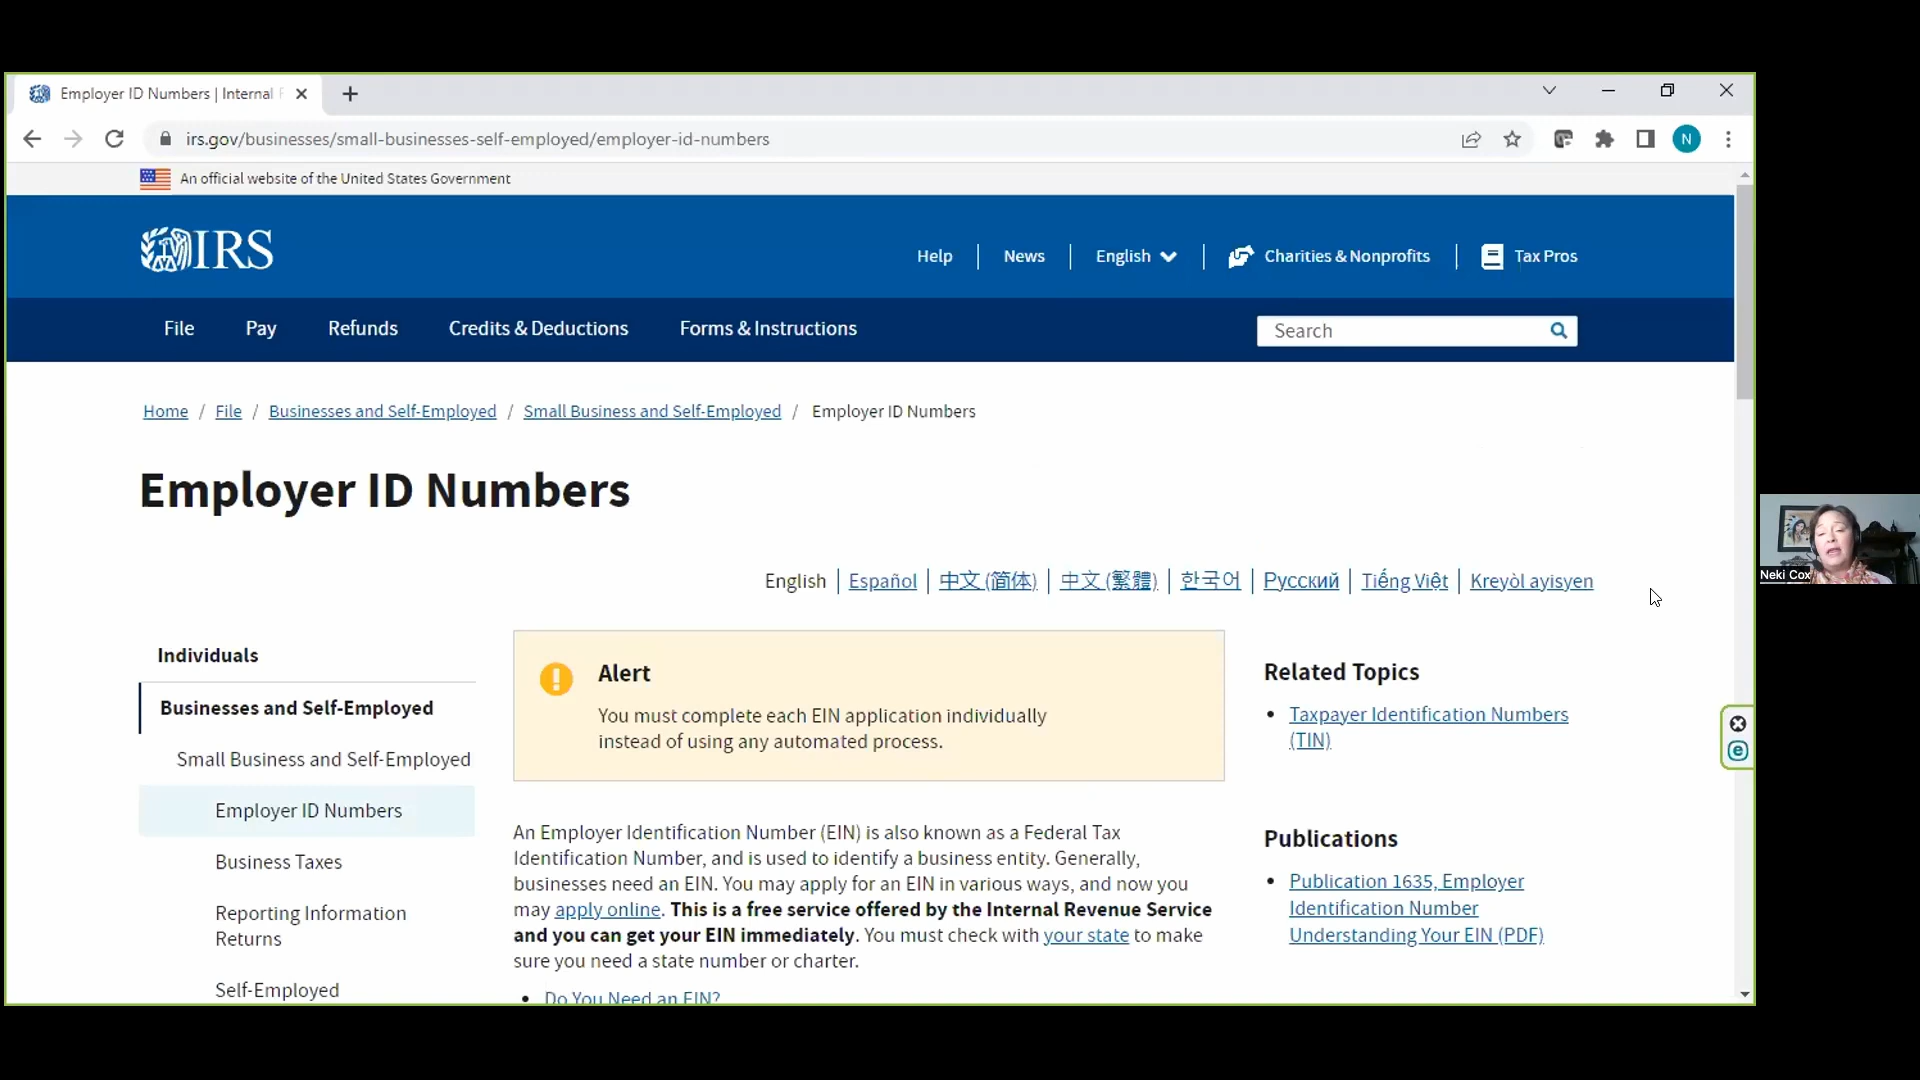 Employer ID Numbers | Internal
irs.gov/businesses/small-businesses-self-employed/employer-id-numbers
N
An official website of the United States Government
IRS
Help
News
English
Charities & Nonprofits
Tax Pros
File
Pay
Refunds
Credits & Deductions
Forms & Instructions
Search
Home / File / Businesses and Self-Employed / Small Business and Self-Employed / Employer ID Numbers
Employer ID Numbers
English | Español | 中文 (简体) | 中文 (繁體) | 한국어 | Русский | Tiếng Việt | Kreyòl ayisyen
Individuals
Businesses and Self-Employed
Small Business and Self-Employed
Employer ID Numbers
Business Taxes
Reporting Information
Returns
Self-Employed
Alert
You must complete each EIN application individually
instead of using any automated process.
An Employer Identification Number (EIN) is also known as a Federal Tax
Identification Number, and is used to identify a business entity. Generally,
businesses need an EIN. You may apply for an EIN in various ways, and now you
may apply online. This is a free service offered by the Internal Revenue Service
and you can get your EIN immediately. You must check with your state to make
sure you need a state number or charter.
• Do You Need an EIN?
Related Topics
• Taxpayer Identification Numbers
(TIN)
Publications
• Publication 1635, Employer
Identification Number
Understanding Your EIN (PDF)
Neki Cox